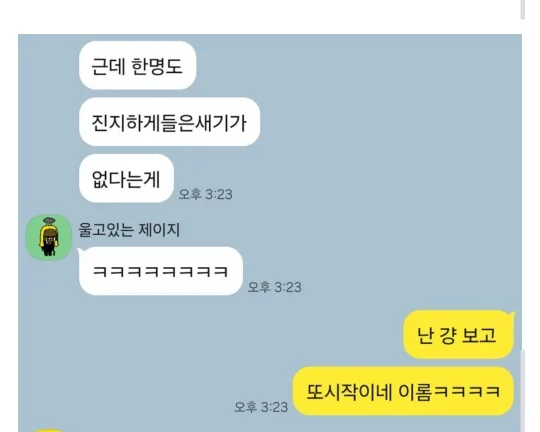 근데 한명도
진지하게들은새기가
없다는게
오후 3:23
울고있는 제이지
ㅋㅋㅋㅋㅋㅋㅋㅋ
오후 3:23
난 걍 보고
또시작이네 이롬ㅋㅋㅋㅋ
오후 3:23